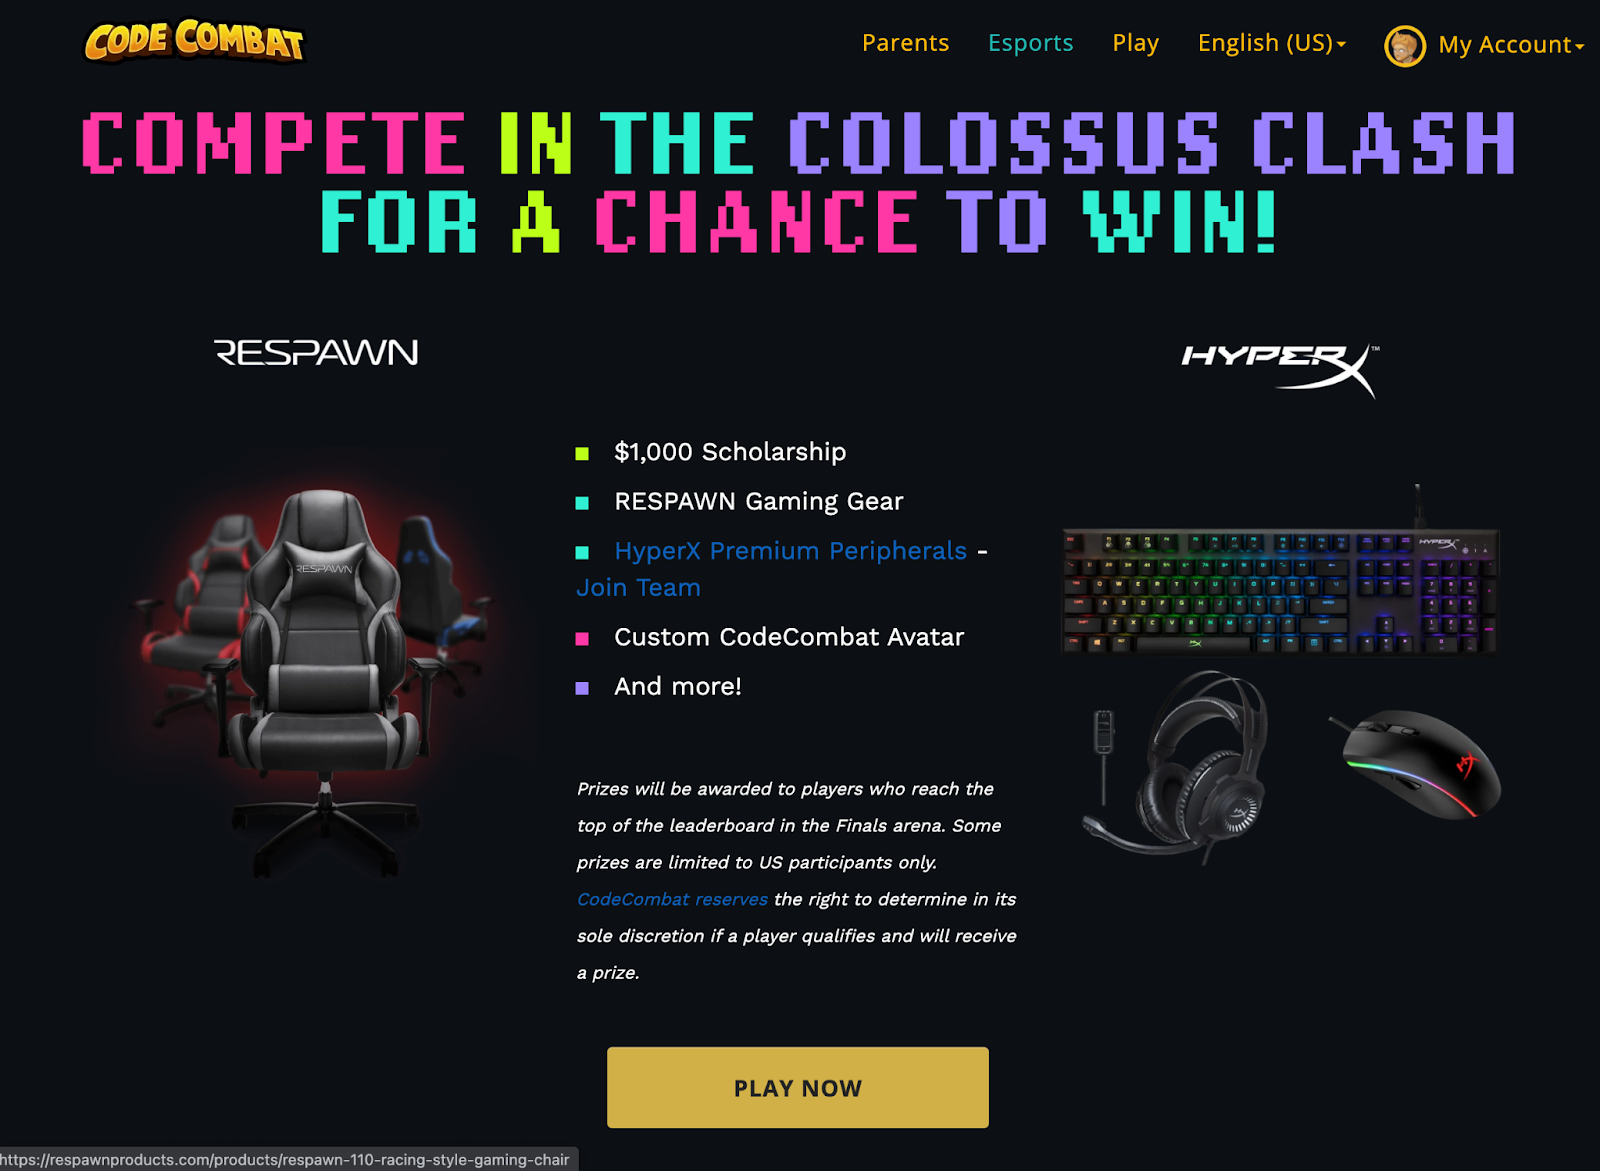 CODE COMBAT
Parents Esports Play English (US) My Account
COMPETE IN THE COLOSSUS CLASH
FOR A CHANCE TO WIN!
RESPAWN
HYPERX™
$1,000 Scholarship
RESPAWN Gaming Gear
HyperX Premium Peripherals -
Join Team
Custom CodeCombat Avatar
And more!
RESPAWN
HYPERX
Prizes will be awarded to players who reach the
top of the leaderboard in the Finals arena. Some
prizes are limited to US participants only.
CodeCombat reserves the right to determine in its
sole discretion if a player qualifies and will receive
a prize.
PLAY NOW
https://respawnproducts.com/products/respawn-110-racing-style-gaming-chair